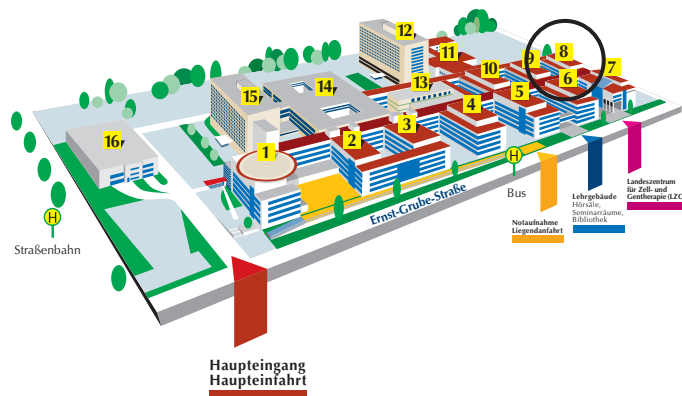 12
11
8
9
10
7
6
13
14
15
5
4
3
2
1
16
H
Straßenbahn
H
Bus
Ernst-Grube-Straße
Notaufnahme
Liegendanfahrt
Lehrgebäude
Hörsäle,
Seminarräume,
Bibliothek
Landeszentrum
für Zell- und
Gentherapie (LZG
Haupteingang
Haupteinfahrt